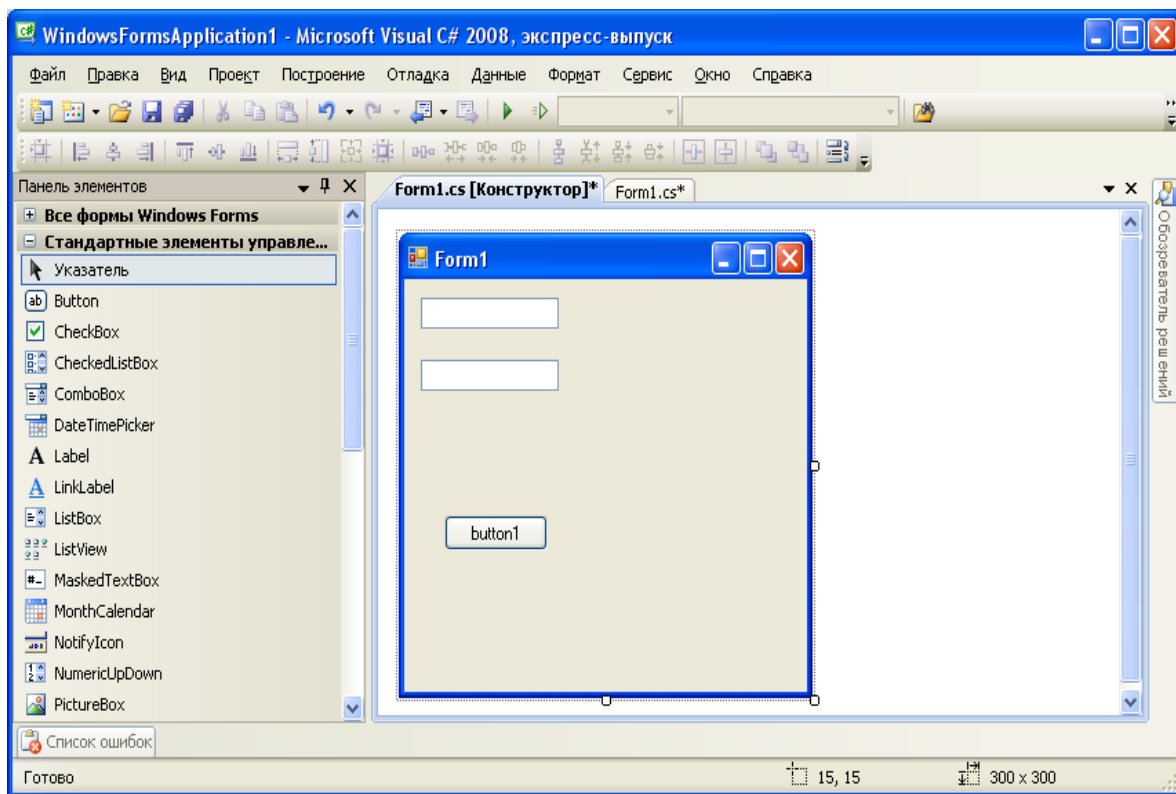 WindowsFormsApplication1 - Microsoft Visual C# 2008, экспресс-выпуск
Файл Правка Вид Проект Построение Отладка Данные Формат Сервис Окно Справка
Панель элементов
Form1.cs [Конструктор]* Form1.cs*
Все формы Windows Forms
Стандартные элементы управле...
Указатель
Button
CheckBox
CheckedListBox
ComboBox
DateTimePicker
Label
LinkLabel
ListBox
ListView
MaskedTextBox
MonthCalendar
NotifyIcon
NumericUpDown
PictureBox
Form1
button1
Обозреватель решений
Список ошибок
Готово
15, 15
300 x 300